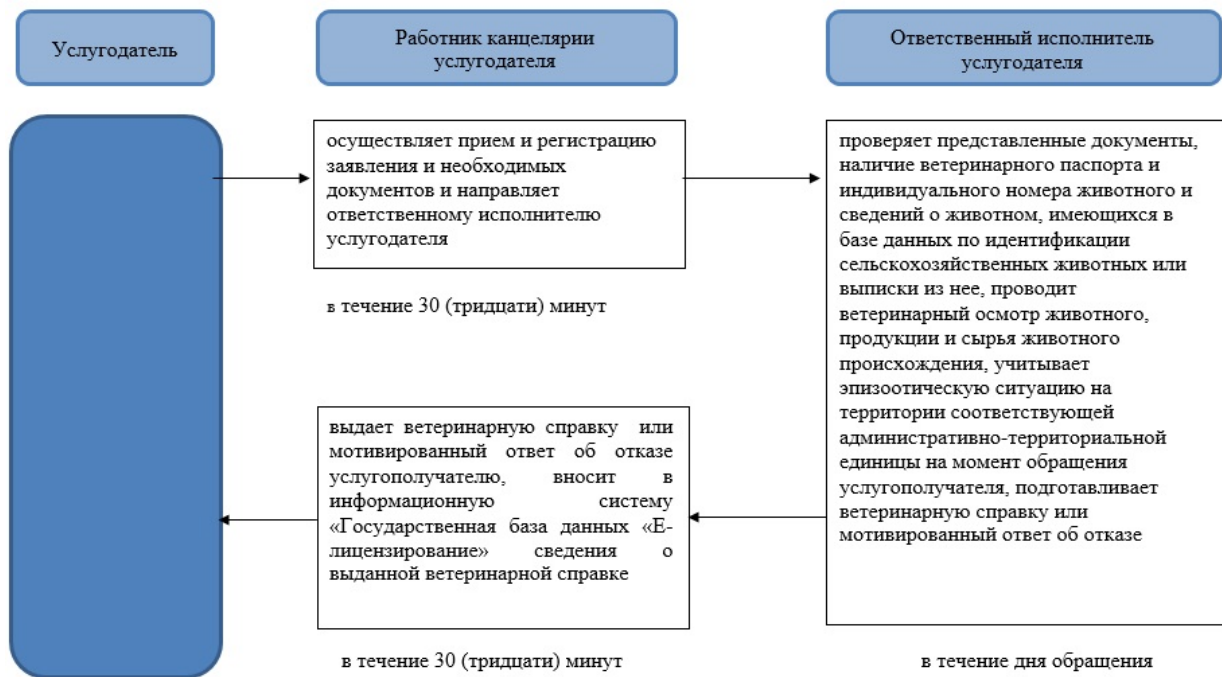 Услугодатель
Работник канцелярии
услугодателя
Ответственный исполнитель
услугодателя
осуществляет прием и регистрацию
заявления и необходимых
документов и направляет
ответственному исполнителю
услугодателя
в течение 30 (тридцати) минут
проверяет представленные документы,
наличие ветеринарного паспорта и
индивидуального номера животного и
сведений о животном, имеющихся в
базе данных по идентификации
сельскохозяйственных животных или
выписки из нее, проводит
ветеринарный осмотр животного,
продукции и сырья животного
происхождения, учитывает
эпизоотическую ситуацию на
территории соответствующей
административно-территориальной
единицы на момент обращения
услугополучателя, подготавливает
ветеринарную справку или
мотивированный ответ об отказе
в течение дня обращения
выдает ветеринарную справку или
мотивированный ответ об отказе
услугополучателю, вносит в
информационную систему
«Государственная база данных «Е-
лицензирование» сведения о
выданной ветеринарной справке
в течение 30 (тридцати) минут